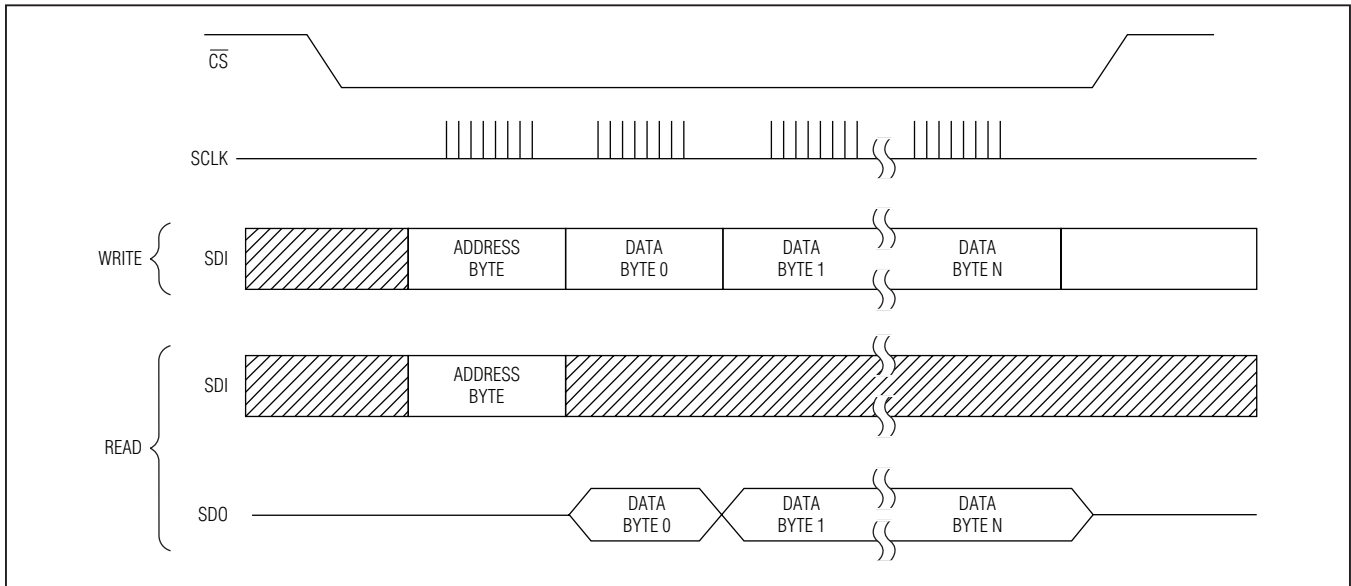 CS
SCLK
WRITE
SDI
ADDRESS
BYTE
DATA
BYTE 0
DATA
BYTE 1
DATA
BYTE N
READ
SDI
ADDRESS
BYTE
SDO
DATA
BYTE 0
DATA
BYTE 1
DATA
BYTE N